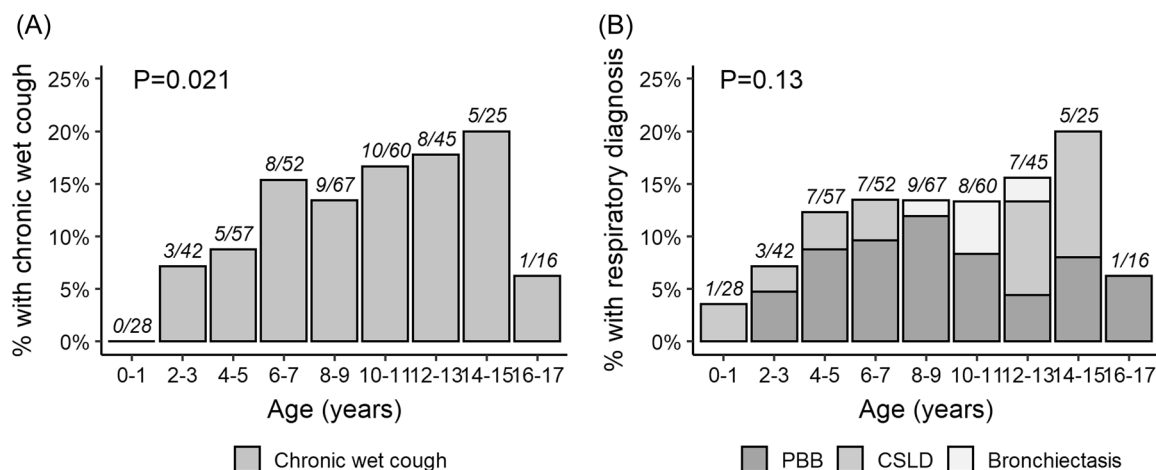 (A)
% with chronic wet cough
25%
20%
15%
10%
5%
0%
P=0.021
0/28
3/42
5/57
8/52
9/67
10/60
8/45
5/25
1/16
0-1 2-3 4-5 6-7 8-9 10-11 12-13 14-15 16-17
Age (years)
Chronic wet cough
(B)
% with respiratory diagnosis
25%
20%
15%
10%
5%
0%
P=0.13
1/28
3/42
7/57
7/52
9/67
8/60
7/45
5/25
1/16
0-1 2-3 4-5 6-7 8-9 10-11 12-13 14-15 16-17
Age (years)
PBB CSLD Bronchiectasis